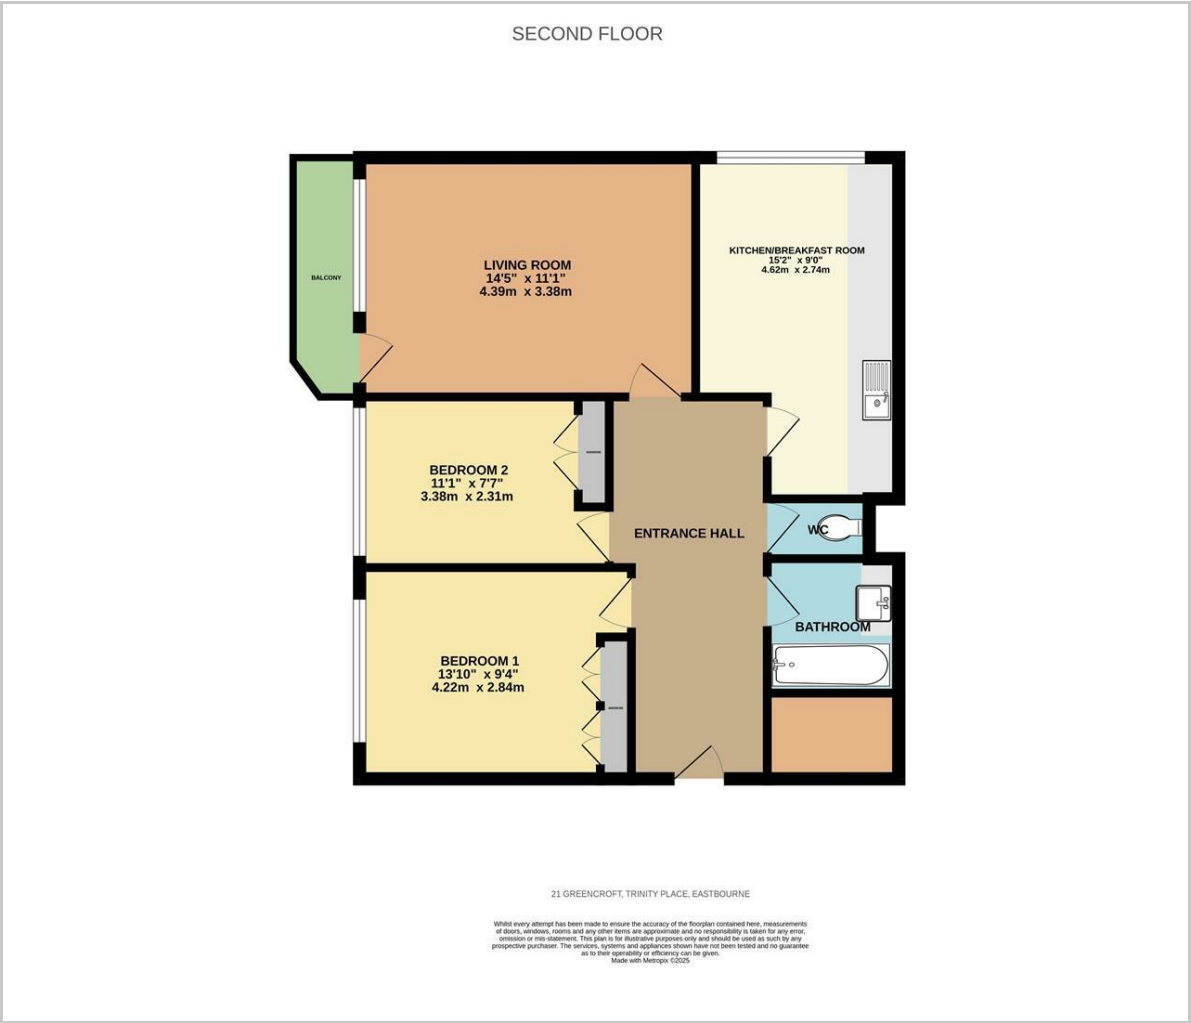 SECOND FLOOR
BALCONY
LIVING ROOM
14'5" x 11'1"
4.39m x 3.38m
KITCHEN/BREAKFAST ROOM
15'2" x 9'0"
4.62m x 2.74m
BEDROOM 2
11'1" x 7'7"
3.38m x 2.31m
ENTRANCE HALL
WC
BATHROOM
BEDROOM 1
13'10" x 9'4"
4.22m x 2.84m
21 GREENCROFT, TRINITY PLACE, EASTBOURNE
Whilst every attempt has been made to ensure the accuracy of the floorplan contained here, measurements
of doors, windows, rooms and any other items are approximate and no responsibility is taken for any error,
omission or mis-statement. This plan is for illustrative purposes only and should be used as such by any
prospective purchaser. The services, systems and appliances shown have not been tested and no guarantee
as to their operability or efficiency can be given.
Made with Metropix ©2025